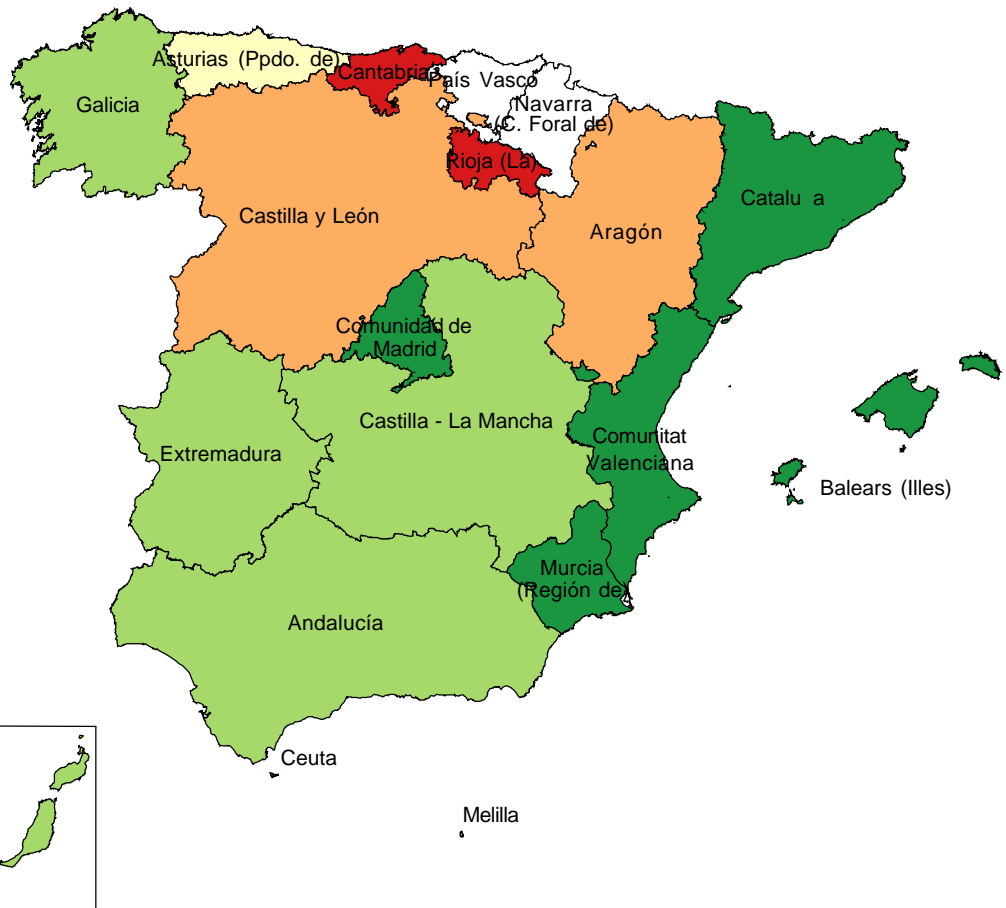 Asturias (Ppdo. de)
Cantabria
País Vasco
Galicia
Navarra
(C. Foral de)
Rioja (La)
Castilla y León
Catalu a
Aragón
Comunidad de
Madrid
Castilla - La Mancha
Comunitat
Valenciana
Extremadura
Balears (Illes)
Murcia
(Región de)
Andalucía
Ceuta
Melilla